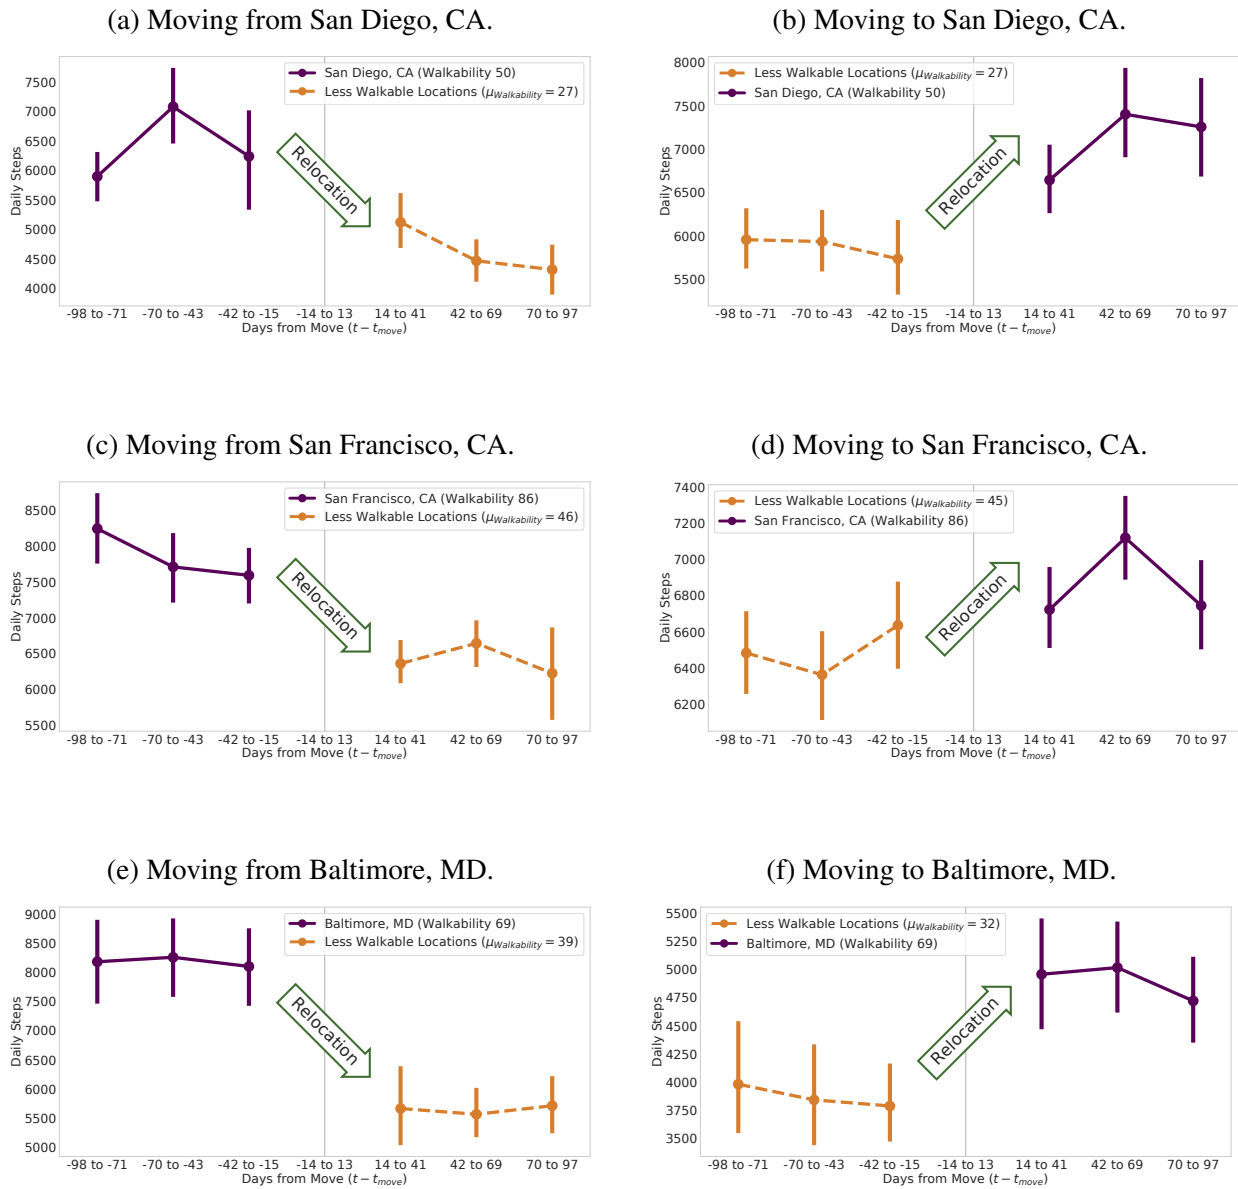 (a) Moving from San Diego, CA.
7500
7000
6500
6000
5500
5000
4500
4000
Daily Steps
San Diego, CA (Walkability 50)
Less Walkable Locations (μWalkability = 27)
Relocation
-98 to -71 -70 to -43 -42 to -15 -14 to 13 14 to 41 42 to 69 70 to 97
Days from Move (t − tmove)
(b) Moving to San Diego, CA.
8000
7500
7000
6500
6000
5500
Daily Steps
Less Walkable Locations (μWalkability = 27)
San Diego, CA (Walkability 50)
Relocation
-98 to -71 -70 to -43 -42 to -15 -14 to 13 14 to 41 42 to 69 70 to 97
Days from Move (t − tmove)
(c) Moving from San Francisco, CA.
8500
8000
7500
7000
6500
6000
5500
Daily Steps
San Francisco, CA (Walkability 86)
Less Walkable Locations (μWalkability = 46)
Relocation
-98 to -71 -70 to -43 -42 to -15 -14 to 13 14 to 41 42 to 69 70 to 97
Days from Move (t − tmove)
(d) Moving to San Francisco, CA.
7400
7200
7000
6800
6600
6400
6200
Daily Steps
Less Walkable Locations (μWalkability = 45)
San Francisco, CA (Walkability 86)
Relocation
-98 to -71 -70 to -43 -42 to -15 -14 to 13 14 to 41 42 to 69 70 to 97
Days from Move (t − tmove)
(e) Moving from Baltimore, MD.
9000
8500
8000
7500
7000
6500
6000
5500
5000
Daily Steps
Baltimore, MD (Walkability 69)
Less Walkable Locations (μWalkability = 39)
Relocation
-98 to -71 -70 to -43 -42 to -15 -14 to 13 14 to 41 42 to 69 70 to 97
Days from Move (t − tmove)
(f) Moving to Baltimore, MD.
5500
5250
5000
4750
4500
4250
4000
3750
3500
Daily Steps
Less Walkable Locations (μWalkability = 32)
Baltimore, MD (Walkability 69)
Relocation
-98 to -71 -70 to -43 -42 to -15 -14 to 13 14 to 41 42 to 69 70 to 97
Days from Move (t − tmove)